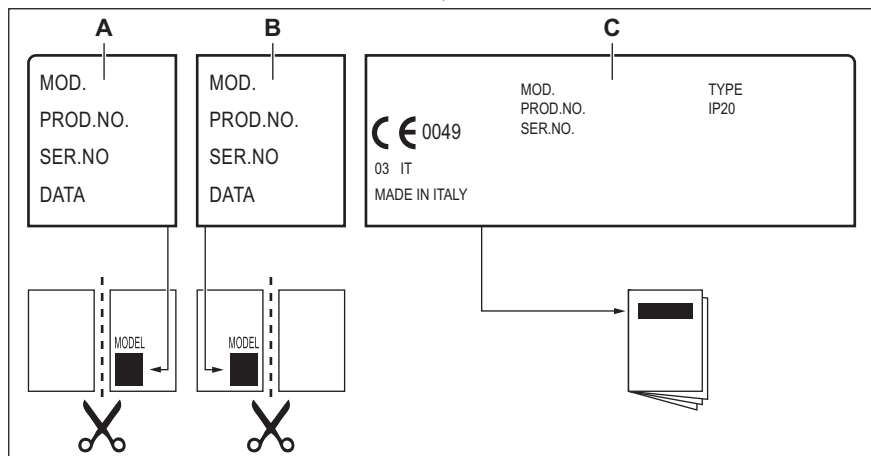 A
B
C
MOD.
PROD.NO.
SER.NO
DATA
MOD.
PROD.NO.
SER.NO
DATA
MOD.
PROD.NO.
SER.NO.
TYPE
IP20
CE 0049
03 IT
MADE IN ITALY
MODEL
MODEL